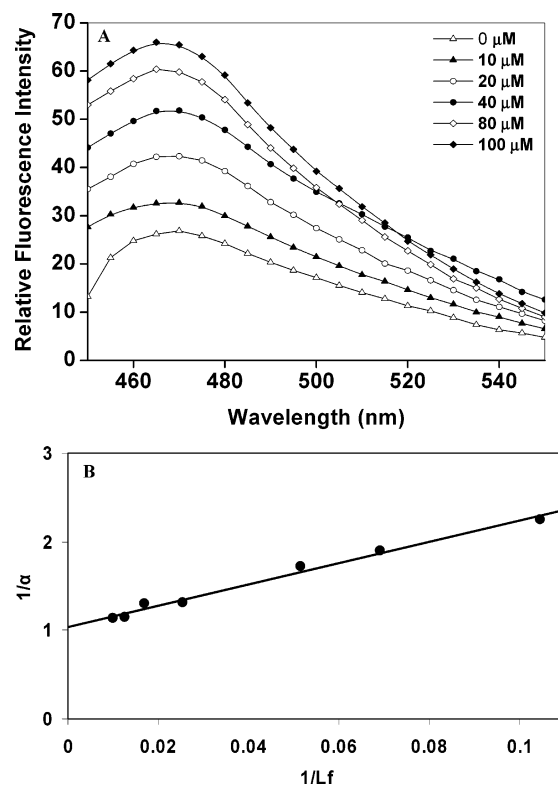 A
Relative Fluorescence Intensity
70
60
50
40
30
20
10
0
0 μM
10 μM
20 μM
40 μM
80 μM
100 μM
460
480
500
520
540
Wavelength (nm)
B
1/α
3
2
1
0
0
0.02
0.04
0.06
0.08
0.1
1/Lf